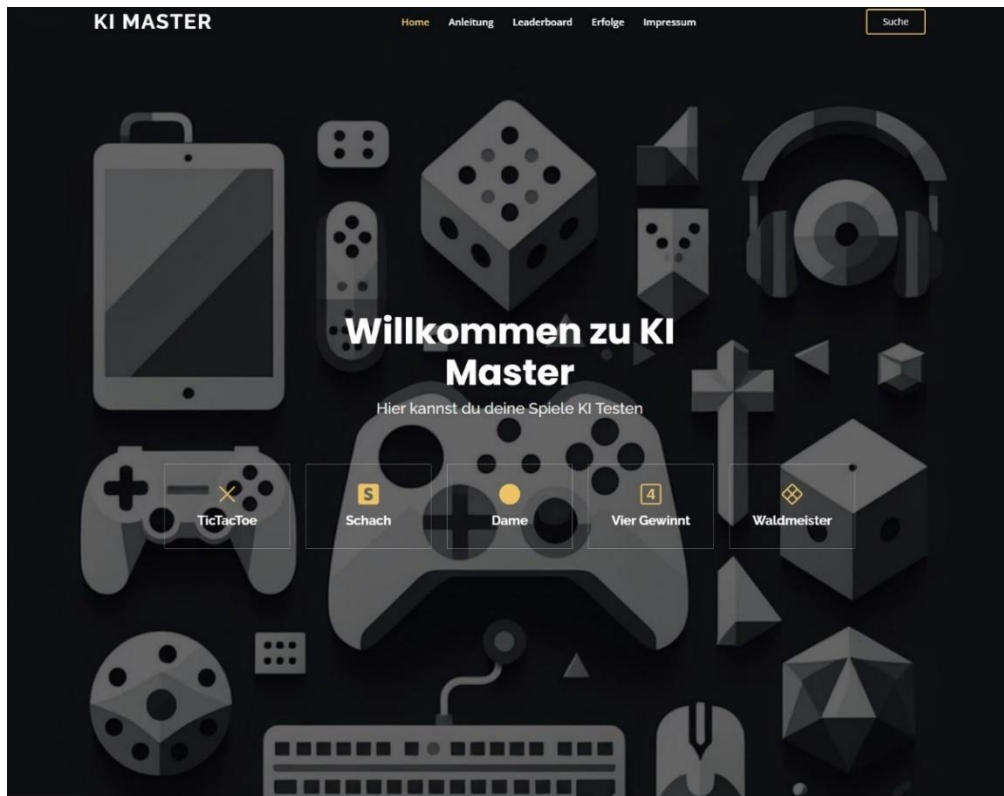 KI MASTER
Home Anleitung Leaderboard Erfolge Impressum
Suche
Willkommen zu KI
Master
Hier kannst du deine Spiele KI Testen
S
4
TicTacToe
Schach
Dame
Vier Gewinnt
Waldmeister